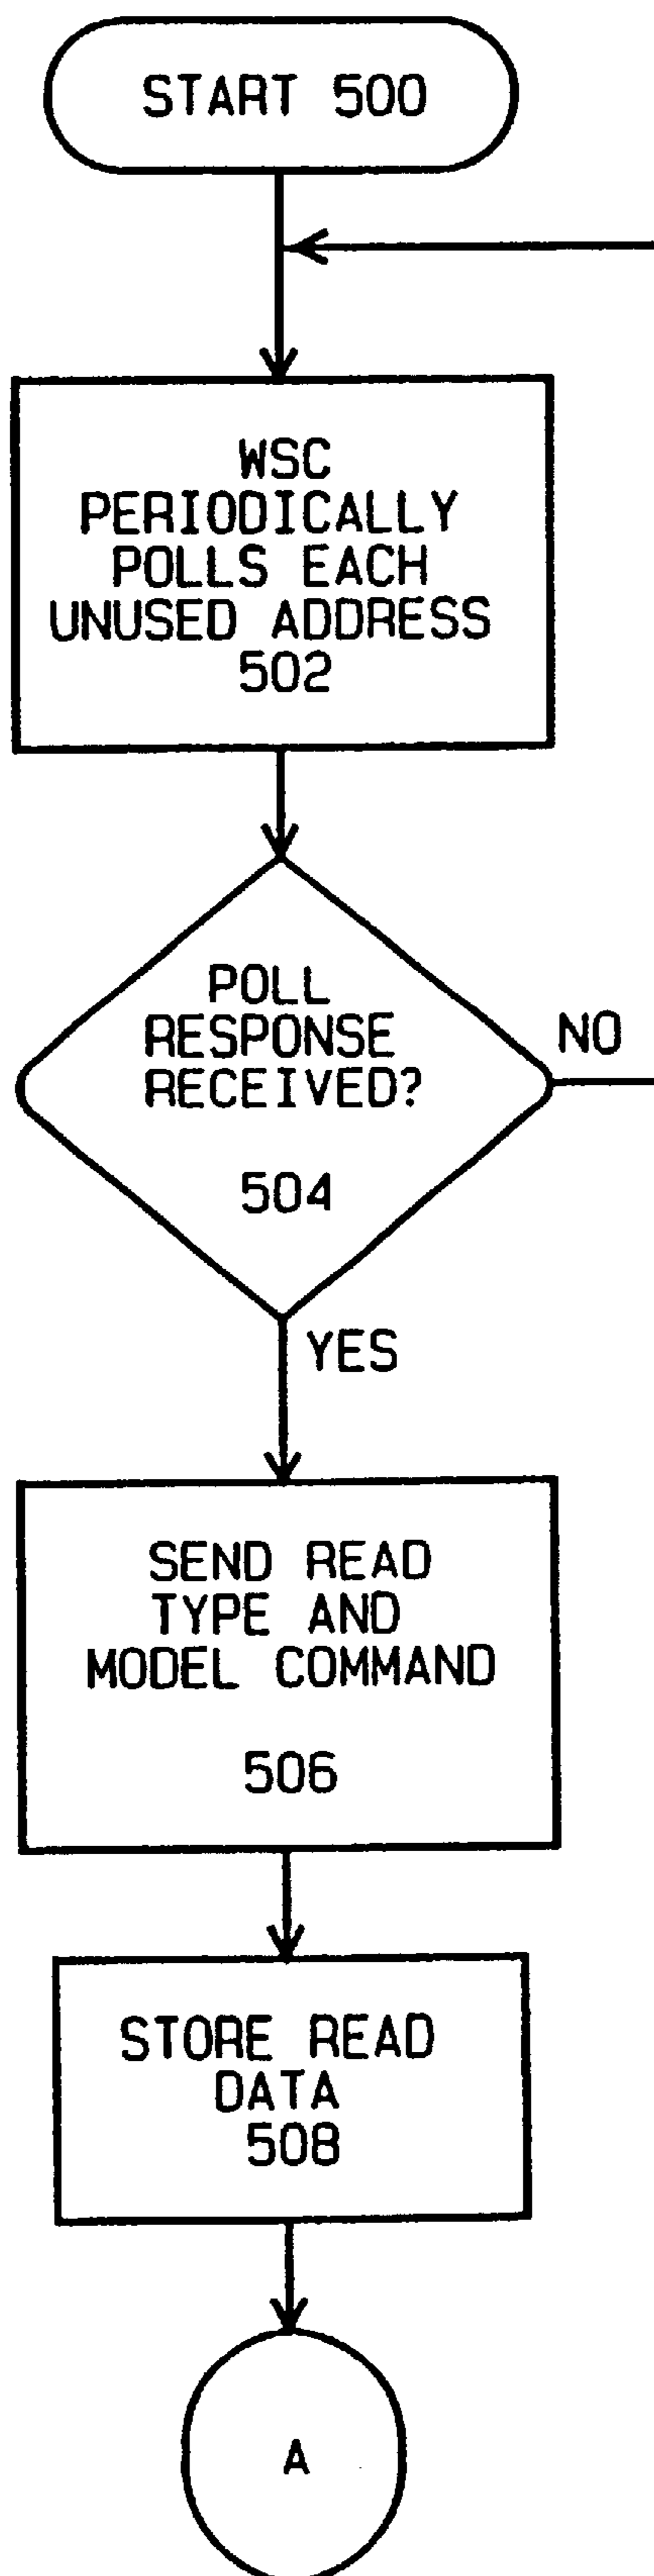 START 500
WSC
PERIODICALLY
POLLS EACH
UNUSED ADDRESS
502
POLL
RESPONSE
RECEIVED?
504
NO
YES
SEND READ
TYPE AND
MODEL COMMAND
506
STORE READ
DATA
508
A